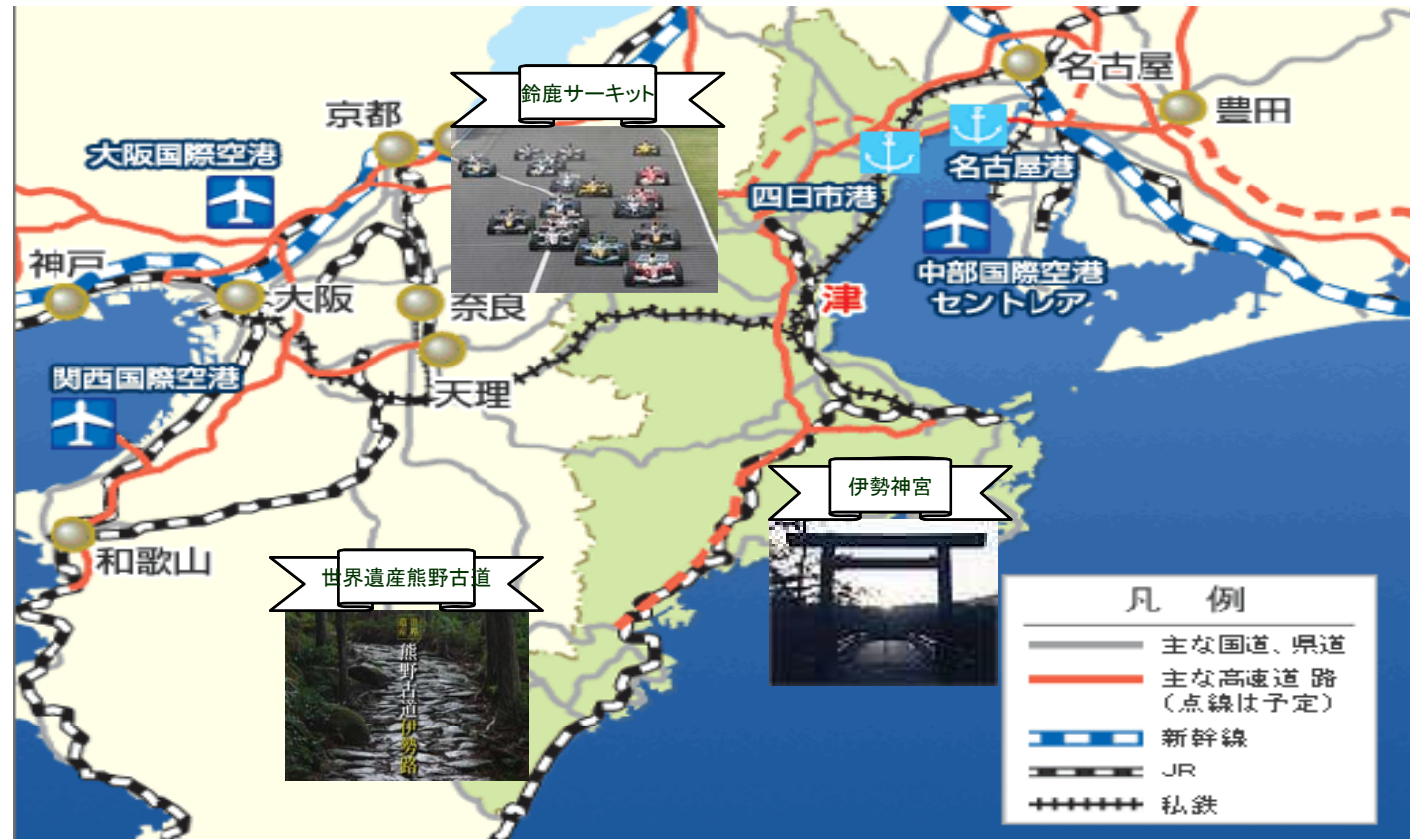 鈴鹿サーキット
名古屋
豊田
京都
大阪国際空港
四日市港
名古屋港
神戸
大阪
奈良
津
中部国際空港
セントレア
関西国際空港
天理
伊勢神宮
和歌山
世界遺産熊野古道
世界
遺産
熊野古道伊勢路
凡 例
主な国道、県道
主な高速道路
(点線は予定)
新幹線
JR
私鉄